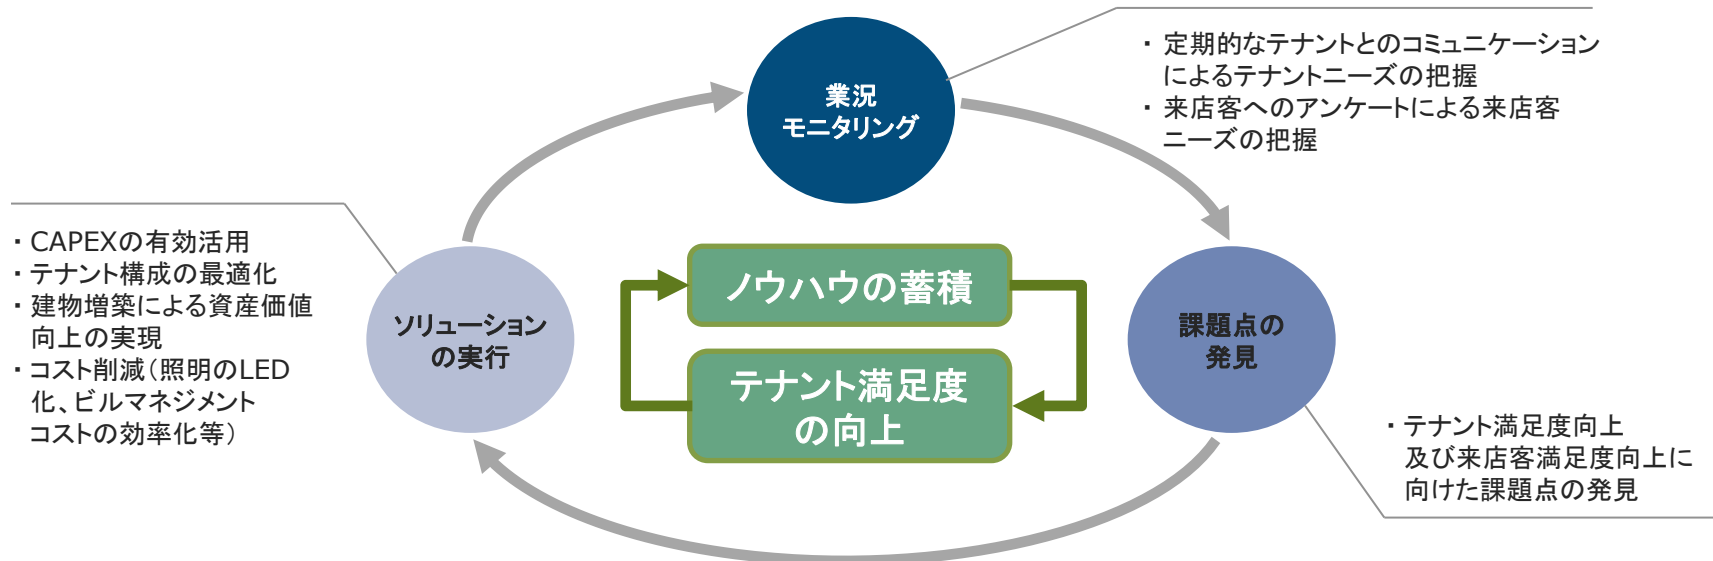 業況
モニタリング
・ 定期的なテナントとのコミュニケーション
によるテナントニーズの把握
・ 来店客へのアンケートによる来店客
ニーズの把握
・ CAPEXの有効活用
・ テナント構成の最適化
・ 建物増築による資産価値
向上の実現
・ コスト削減（照明のLED
化、ビルマネジメント
コストの効率化等）
ソリューション
の実行
ノウハウの蓄積
テナント満足度
の向上
課題点の
発見
・ テナント満足度向上
及び来店客満足度向上に
向けた課題点の発見